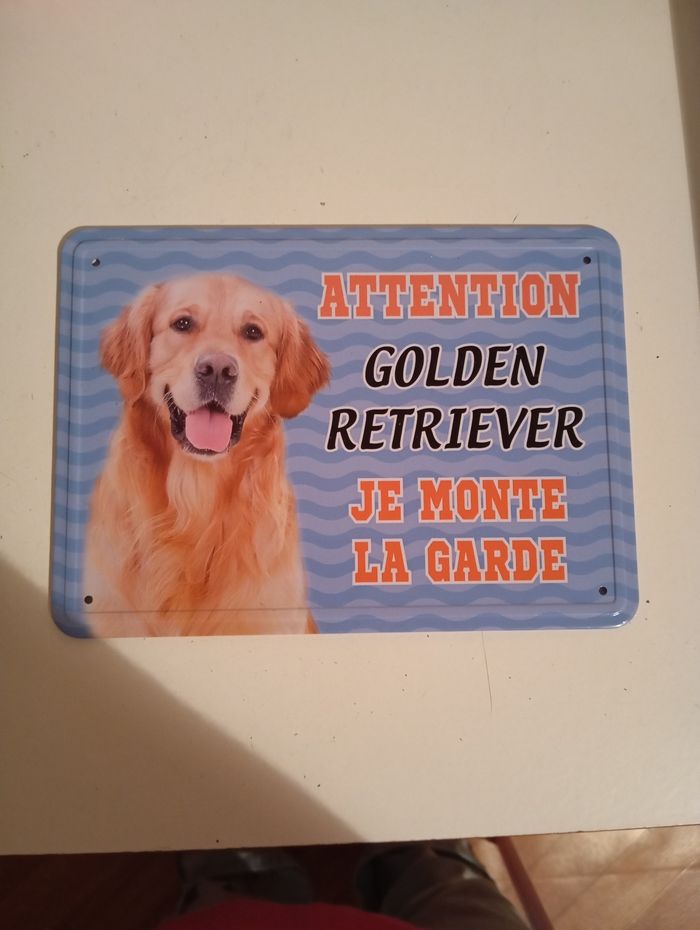 ATTENTION
GOLDEN
RETRIEVER
JE MONTE
LA GARDE